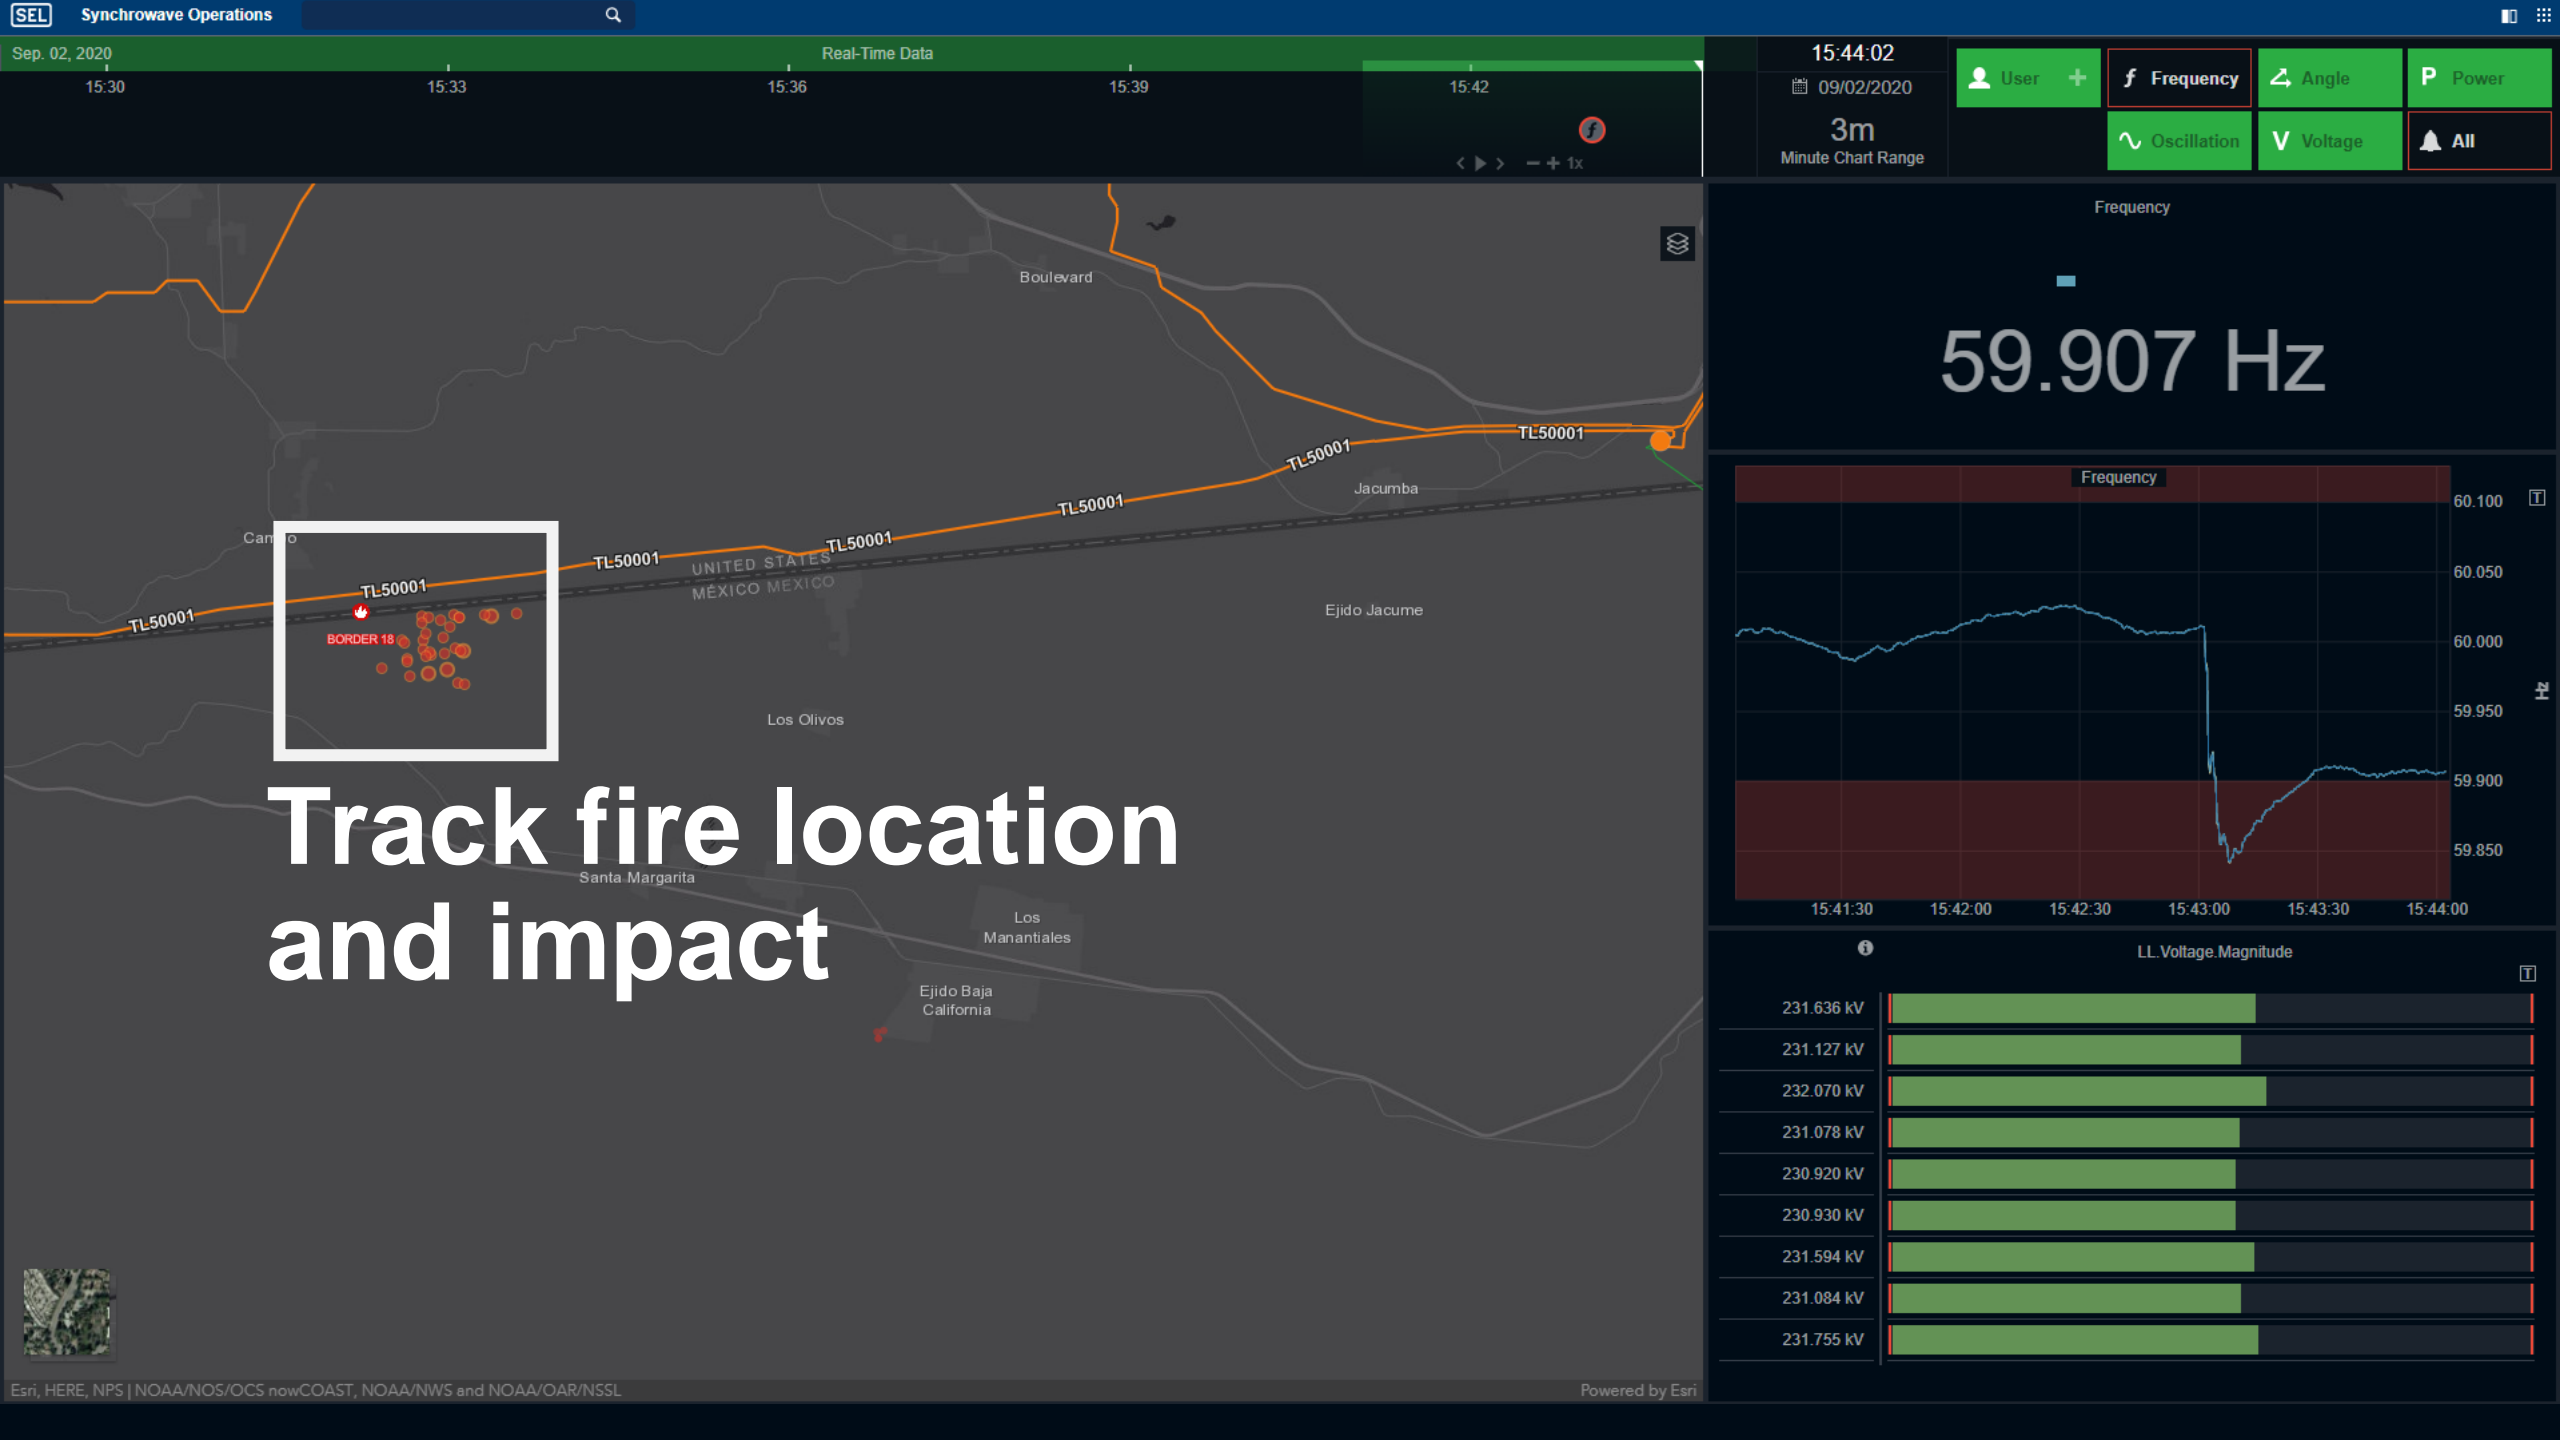 SEL Synchrowave Operations
Sep. 02, 2020 Real-Time Data
15:30 15:33 15:36 15:39 15:42
1x
15:44:02
09/02/2020
3m
Minute Chart Range
User + f Frequency Angle P Power
Oscillation V Voltage All
Boulevard
TL50001
TL50001
Jacumba
TL50001
Campo
TL50001
TL50001
UNITED STATES
MÉXICO MEXICO
TL50001
TL50001
BORDER 18
Ejido Jacume
Los Olivos
Track fire location
and impact
Santa Margarita
Los
Manantiales
Ejido Baja
California
Esri, HERE, NPS | NOAA/NOS/OCS nowCOAST, NOAA/NWS and NOAA/OAR/NSSL
Powered by Esri
Frequency
59.907 Hz
Frequency
T
60.100
60.050
60.000
59.950
59.900
59.850
Hz
15:41:30 15:42:00 15:42:30 15:43:00 15:43:30 15:44:00
LL.Voltage.Magnitude
T
231.636 kV
231.127 kV
232.070 kV
231.078 kV
230.920 kV
230.930 kV
231.594 kV
231.084 kV
231.755 kV